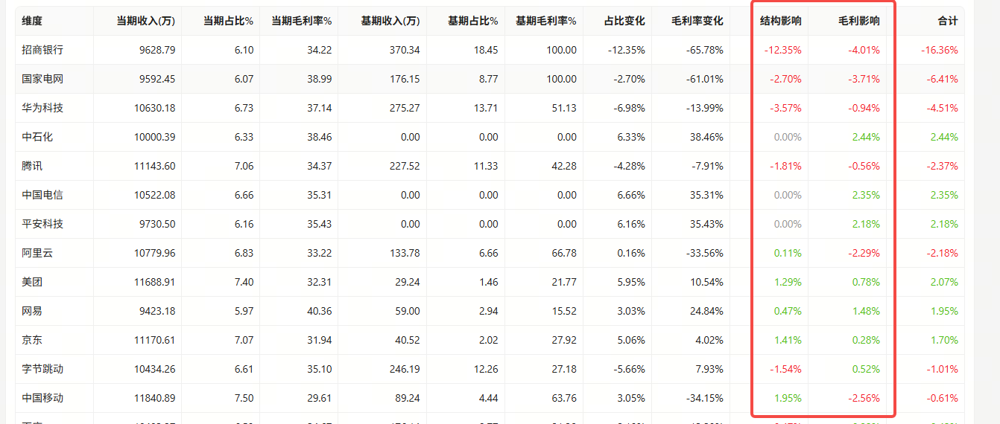 维度 当期收入(万) 当期占比% 当期毛利率% 基期收入(万) 基期占比% 基期毛利率% 占比变化 毛利率变化 结构影响 毛利影响 合计
招商银行 9628.79 6.10 34.22 370.34 18.45 100.00 -12.35% -65.78% -12.35% -4.01% -16.36%
国家电网 9592.45 6.07 38.99 176.15 8.77 100.00 -2.70% -61.01% -2.70% -3.71% -6.41%
华为科技 10630.18 6.73 37.14 275.27 13.71 51.13 -6.98% -13.99% -3.57% -0.94% -4.51%
中石化 10000.39 6.33 38.46 0.00 0.00 0.00 6.33% 38.46% 0.00% 2.44% 2.44%
腾讯 11143.60 7.06 34.37 227.52 11.33 42.28 -4.28% -7.91% -1.81% -0.56% -2.37%
中国电信 10522.08 6.66 35.31 0.00 0.00 0.00 6.66% 35.31% 0.00% 2.35% 2.35%
平安科技 9730.50 6.16 35.43 0.00 0.00 0.00 6.16% 35.43% 0.00% 2.18% 2.18%
阿里云 10779.96 6.83 33.22 133.78 6.66 66.78 0.16% -33.56% 0.11% -2.29% -2.18%
美团 11688.91 7.40 32.31 29.24 1.46 21.77 5.95% 10.54% 1.29% 0.78% 2.07%
网易 9423.18 5.97 40.36 59.00 2.94 15.52 3.03% 24.84% 0.47% 1.48% 1.95%
京东 11170.61 7.07 31.94 40.52 2.02 27.92 5.06% 4.02% 1.41% 0.28% 1.70%
字节跳动 10434.26 6.61 35.10 246.19 12.26 27.18 -5.66% 7.93% -1.54% 0.52% -1.01%
中国移动 11840.89 7.50 29.61 89.24 4.44 63.76 3.05% -34.15% 1.95% -2.56% -0.61%